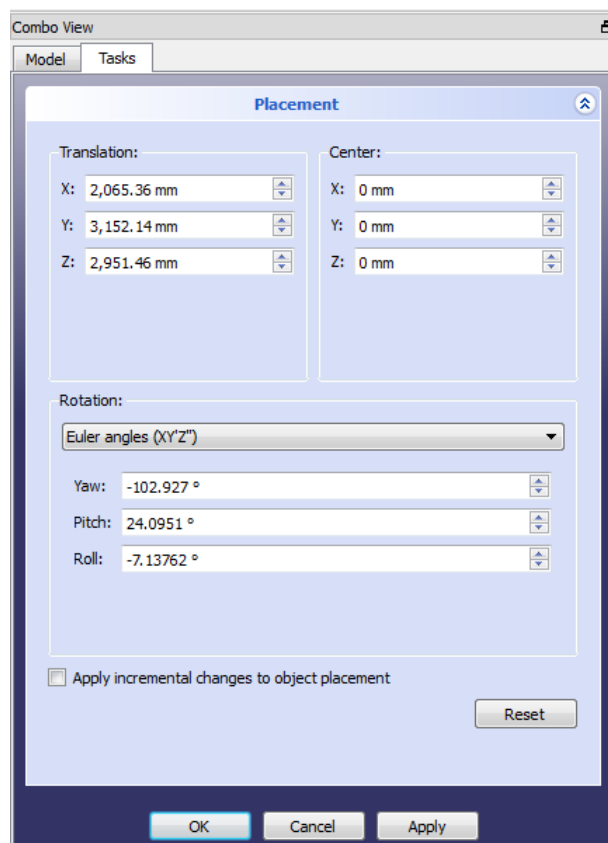 Combo View
Model Tasks
Placement
Translation: Center:
X: 2,065.36 mm X: 0 mm
Y: 3,152.14 mm Y: 0 mm
Z: 2,951.46 mm Z: 0 mm
Rotation:
Euler angles (XY'Z")
Yaw: -102.927 °
Pitch: 24.0951 °
Roll: -7.13762 °
Apply incremental changes to object placement
Reset
OK Cancel Apply